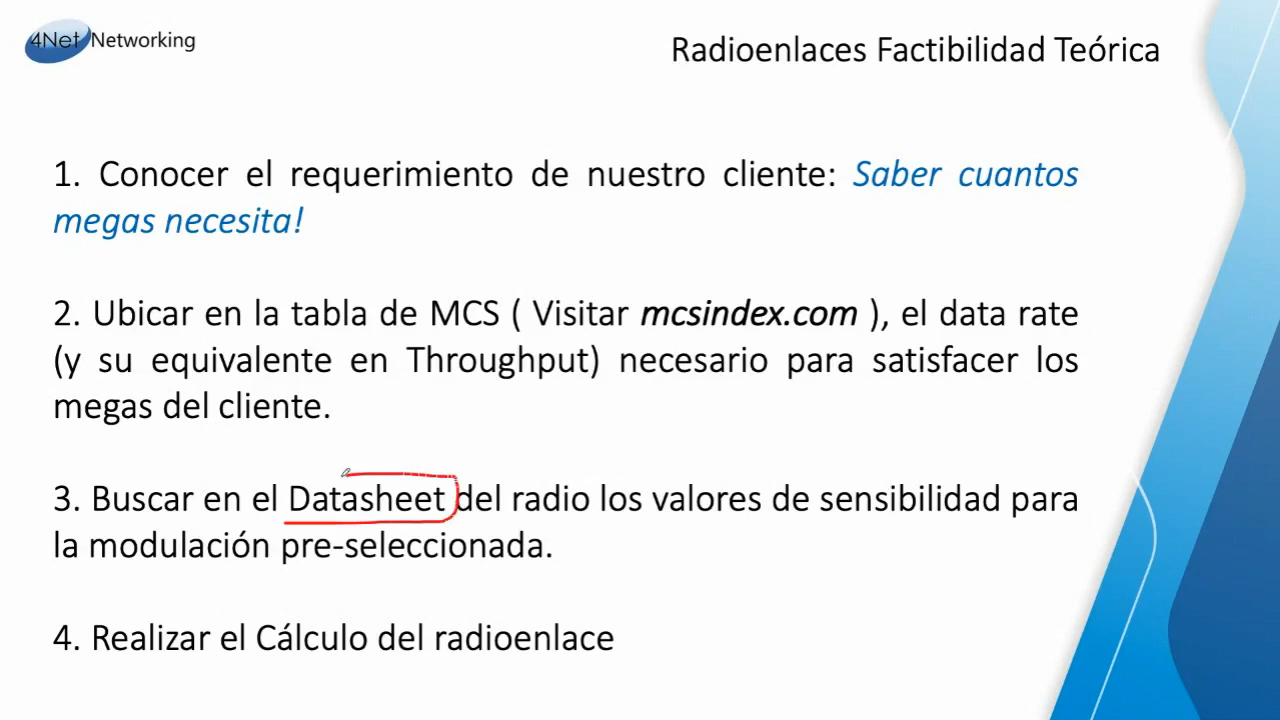 4Net Networking
Radioenlaces Factibilidad Teórica
1. Conocer el requerimiento de nuestro cliente: Saber cuantos
megas necesita!
2. Ubicar en la tabla de MCS ( Visitar mcsindex.com ), el data rate
(y su equivalente en Throughput) necesario para satisfacer los
megas del cliente.
3. Buscar en el Datasheet del radio los valores de sensibilidad para
la modulación pre-seleccionada.
4. Realizar el Cálculo del radioenlace